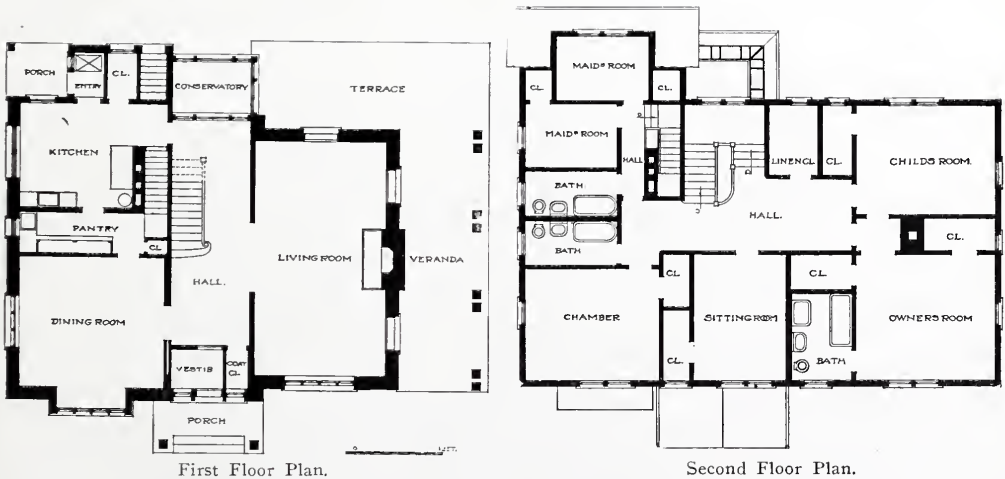 PORCH
ENTRY
CL.
CONSERVATORY
TERRACE
KITCHEN
PANTRY
CL
LIVING ROOM
VERANDA
HALL.
DINING ROOM
VESTIB
COAT
CL.
PORCH
First Floor Plan.
MAIDS ROOM
CL.
CL.
MAIDS ROOM
HALL
LINEN CL.
CL.
CHILDS ROOM.
BATH.
HALL.
BATH
CL.
CL.
CL.
CHAMBER
SITTING ROOM
OWNERS ROOM
CL.
BATH
Second Floor Plan.